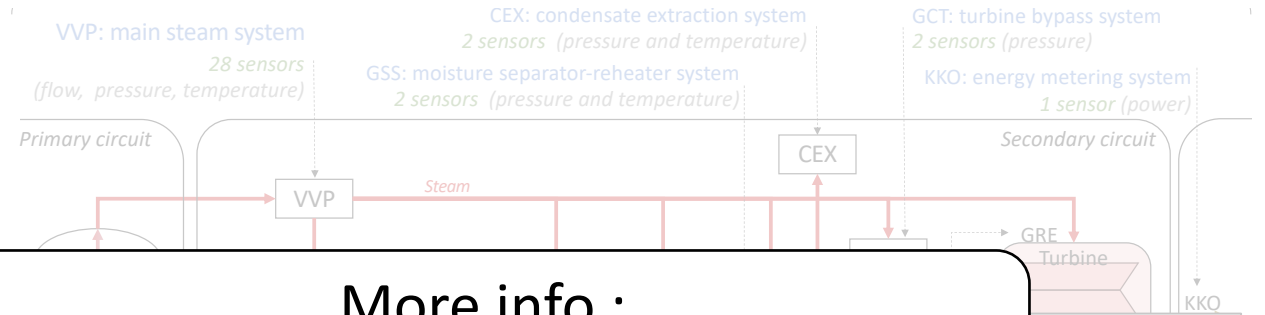 VVP: main steam system
28 sensors
(flow, pressure, temperature)
CEX: condensate extraction system
2 sensors (pressure and temperature)
GSS: moisture separator-reheater system
2 sensors (pressure and temperature)
GCT: turbine bypass system
2 sensors (pressure)
KKO: energy metering system
1 sensor (power)
Primary circuit
Secondary circuit
CEX
VVP
Steam
GRE
Turbine
KKO
More info :